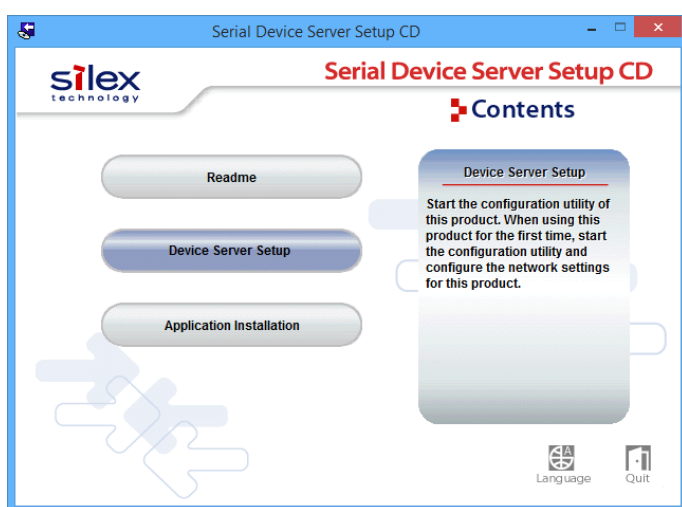 Serial Device Server Setup CD
silex
technology
Serial Device Server Setup CD
Contents
Readme
Device Server Setup
Application Installation
Device Server Setup
Start the configuration utility of
this product. When using this
product for the first time, start
the configuration utility and
configure the network settings
for this product.
A
Language
Quit